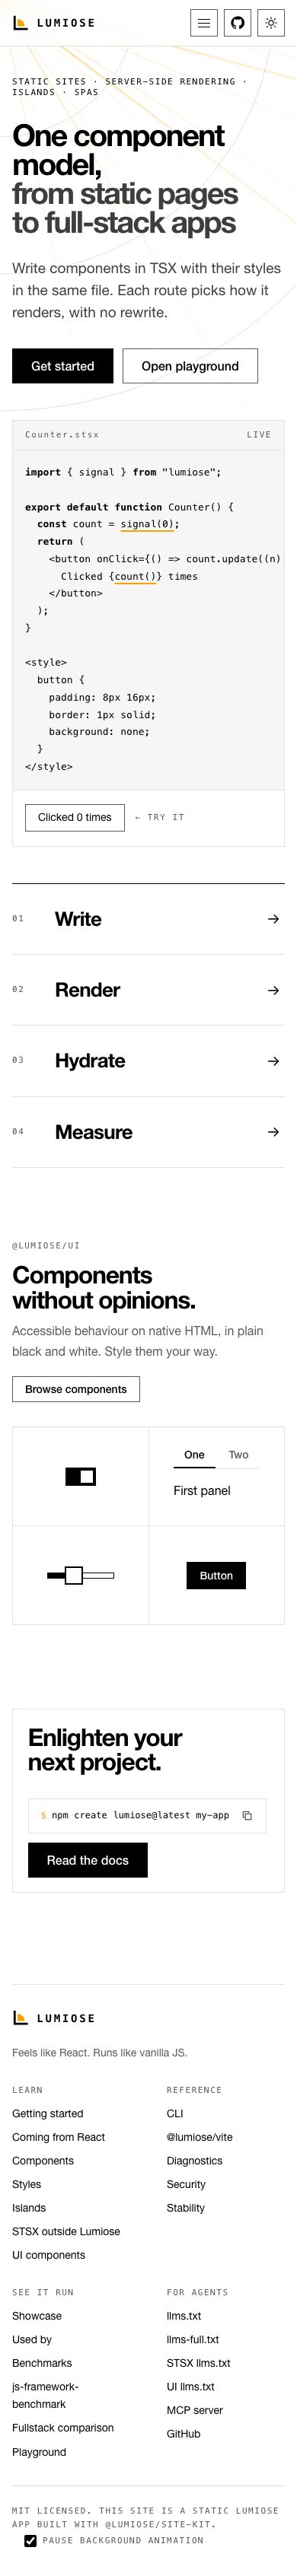 LUMIOSE
STATIC SITES · SERVER-SIDE RENDERING ·
ISLANDS · SPAS
One component
model,
from static pages
to full-stack apps
Write components in TSX with their styles
in the same file. Each route picks how it
renders, with no rewrite.
Get started
Open playground
Counter.stsx
LIVE
import { signal } from "lumiose";
export default function Counter() {
  const count = signal(0);
  return (
    <button onClick={() => count.update((n)
      Clicked {count()} times
    </button>
  );
}
<style>
  button {
    padding: 8px 16px;
    border: 1px solid;
    background: none;
  }
</style>
Clicked 0 times
← TRY IT
01 Write →
02 Render →
03 Hydrate →
04 Measure →
@LUMIOSE/UI
Components
without opinions.
Accessible behaviour on native HTML, in plain
black and white. Style them your way.
Browse components
One Two
First panel
Button
Enlighten your
next project.
$ npm create lumiose@latest my-app
Read the docs
LUMIOSE
Feels like React. Runs like vanilla JS.
LEARN
Getting started
Coming from React
Components
Styles
Islands
STSX outside Lumiose
UI components
REFERENCE
CLI
@lumiose/vite
Diagnostics
Security
Stability
SEE IT RUN
Showcase
Used by
Benchmarks
js-framework-
benchmark
Fullstack comparison
Playground
FOR AGENTS
llms.txt
llms-full.txt
STSX llms.txt
UI llms.txt
MCP server
GitHub
MIT LICENSED. THIS SITE IS A STATIC LUMIOSE
APP BUILT WITH @LUMIOSE/SITE-KIT.
PAUSE BACKGROUND ANIMATION